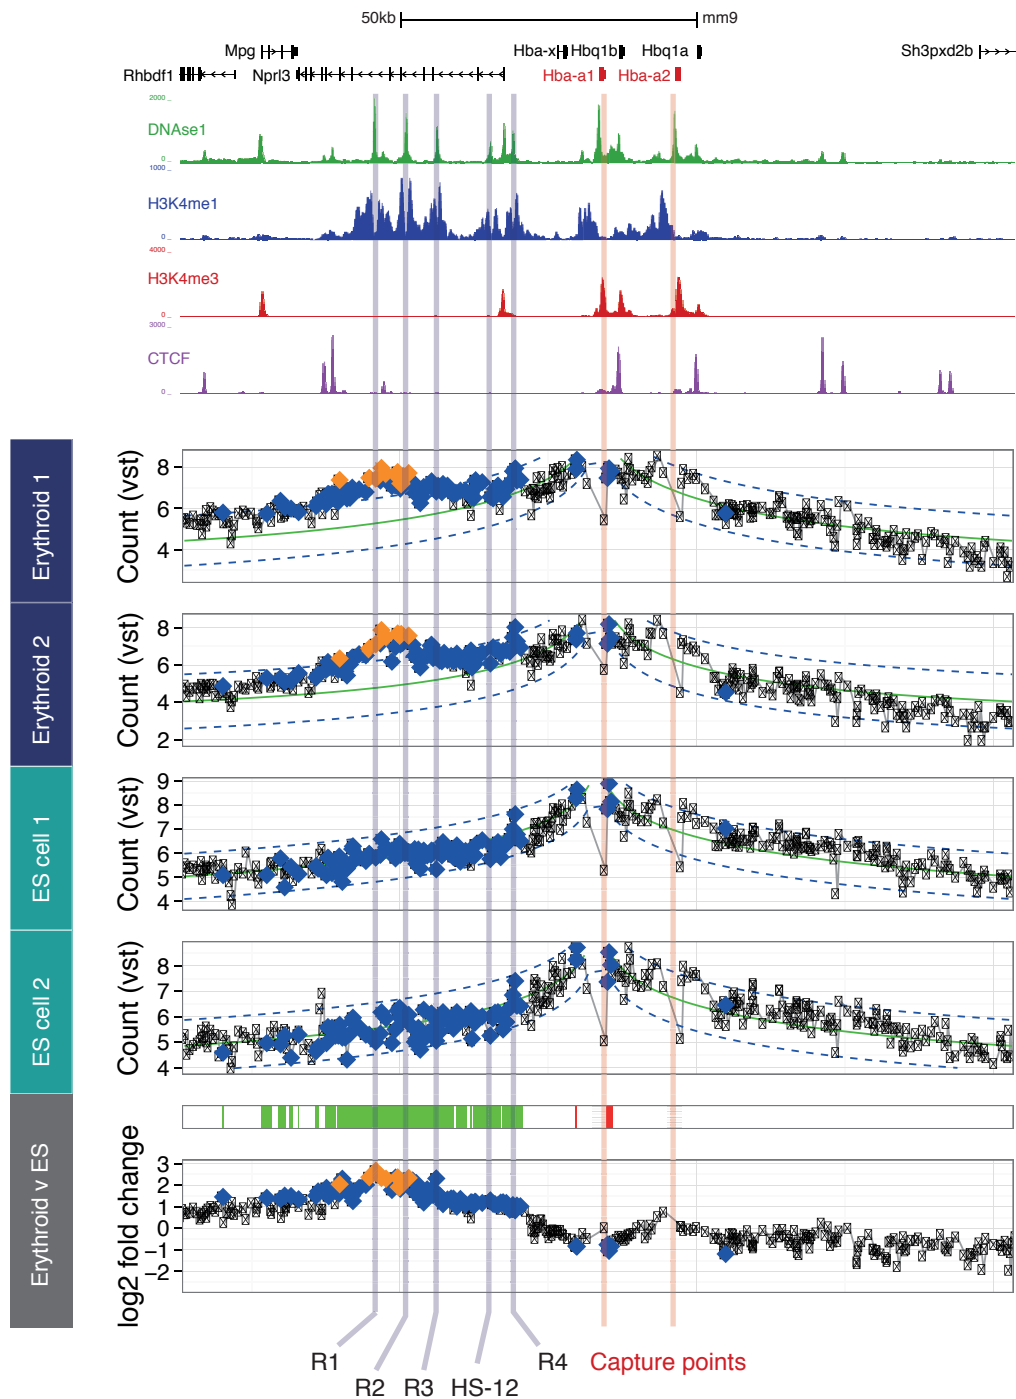 50kb mm9
Mpg Hba-x Hbq1b Hbq1a Sh3pxd2b
Rhbdf1 Nprl3 Hba-a1 Hba-a2
2000
DNAse1
0
1000
H3K4me1
0
4000
H3K4me3
0
3000
CTCF
0
Erythroid 1
Count (vst)
8
6
4
Erythroid 2
Count (vst)
8
6
4
2
ES cell 1
Count (vst)
9
8
7
6
5
4
ES cell 2
Count (vst)
8
7
6
5
4
Erythroid v ES
log2 fold change
3
2
1
0
−1
−2
R1 R4 Capture points
R2 R3 HS-12